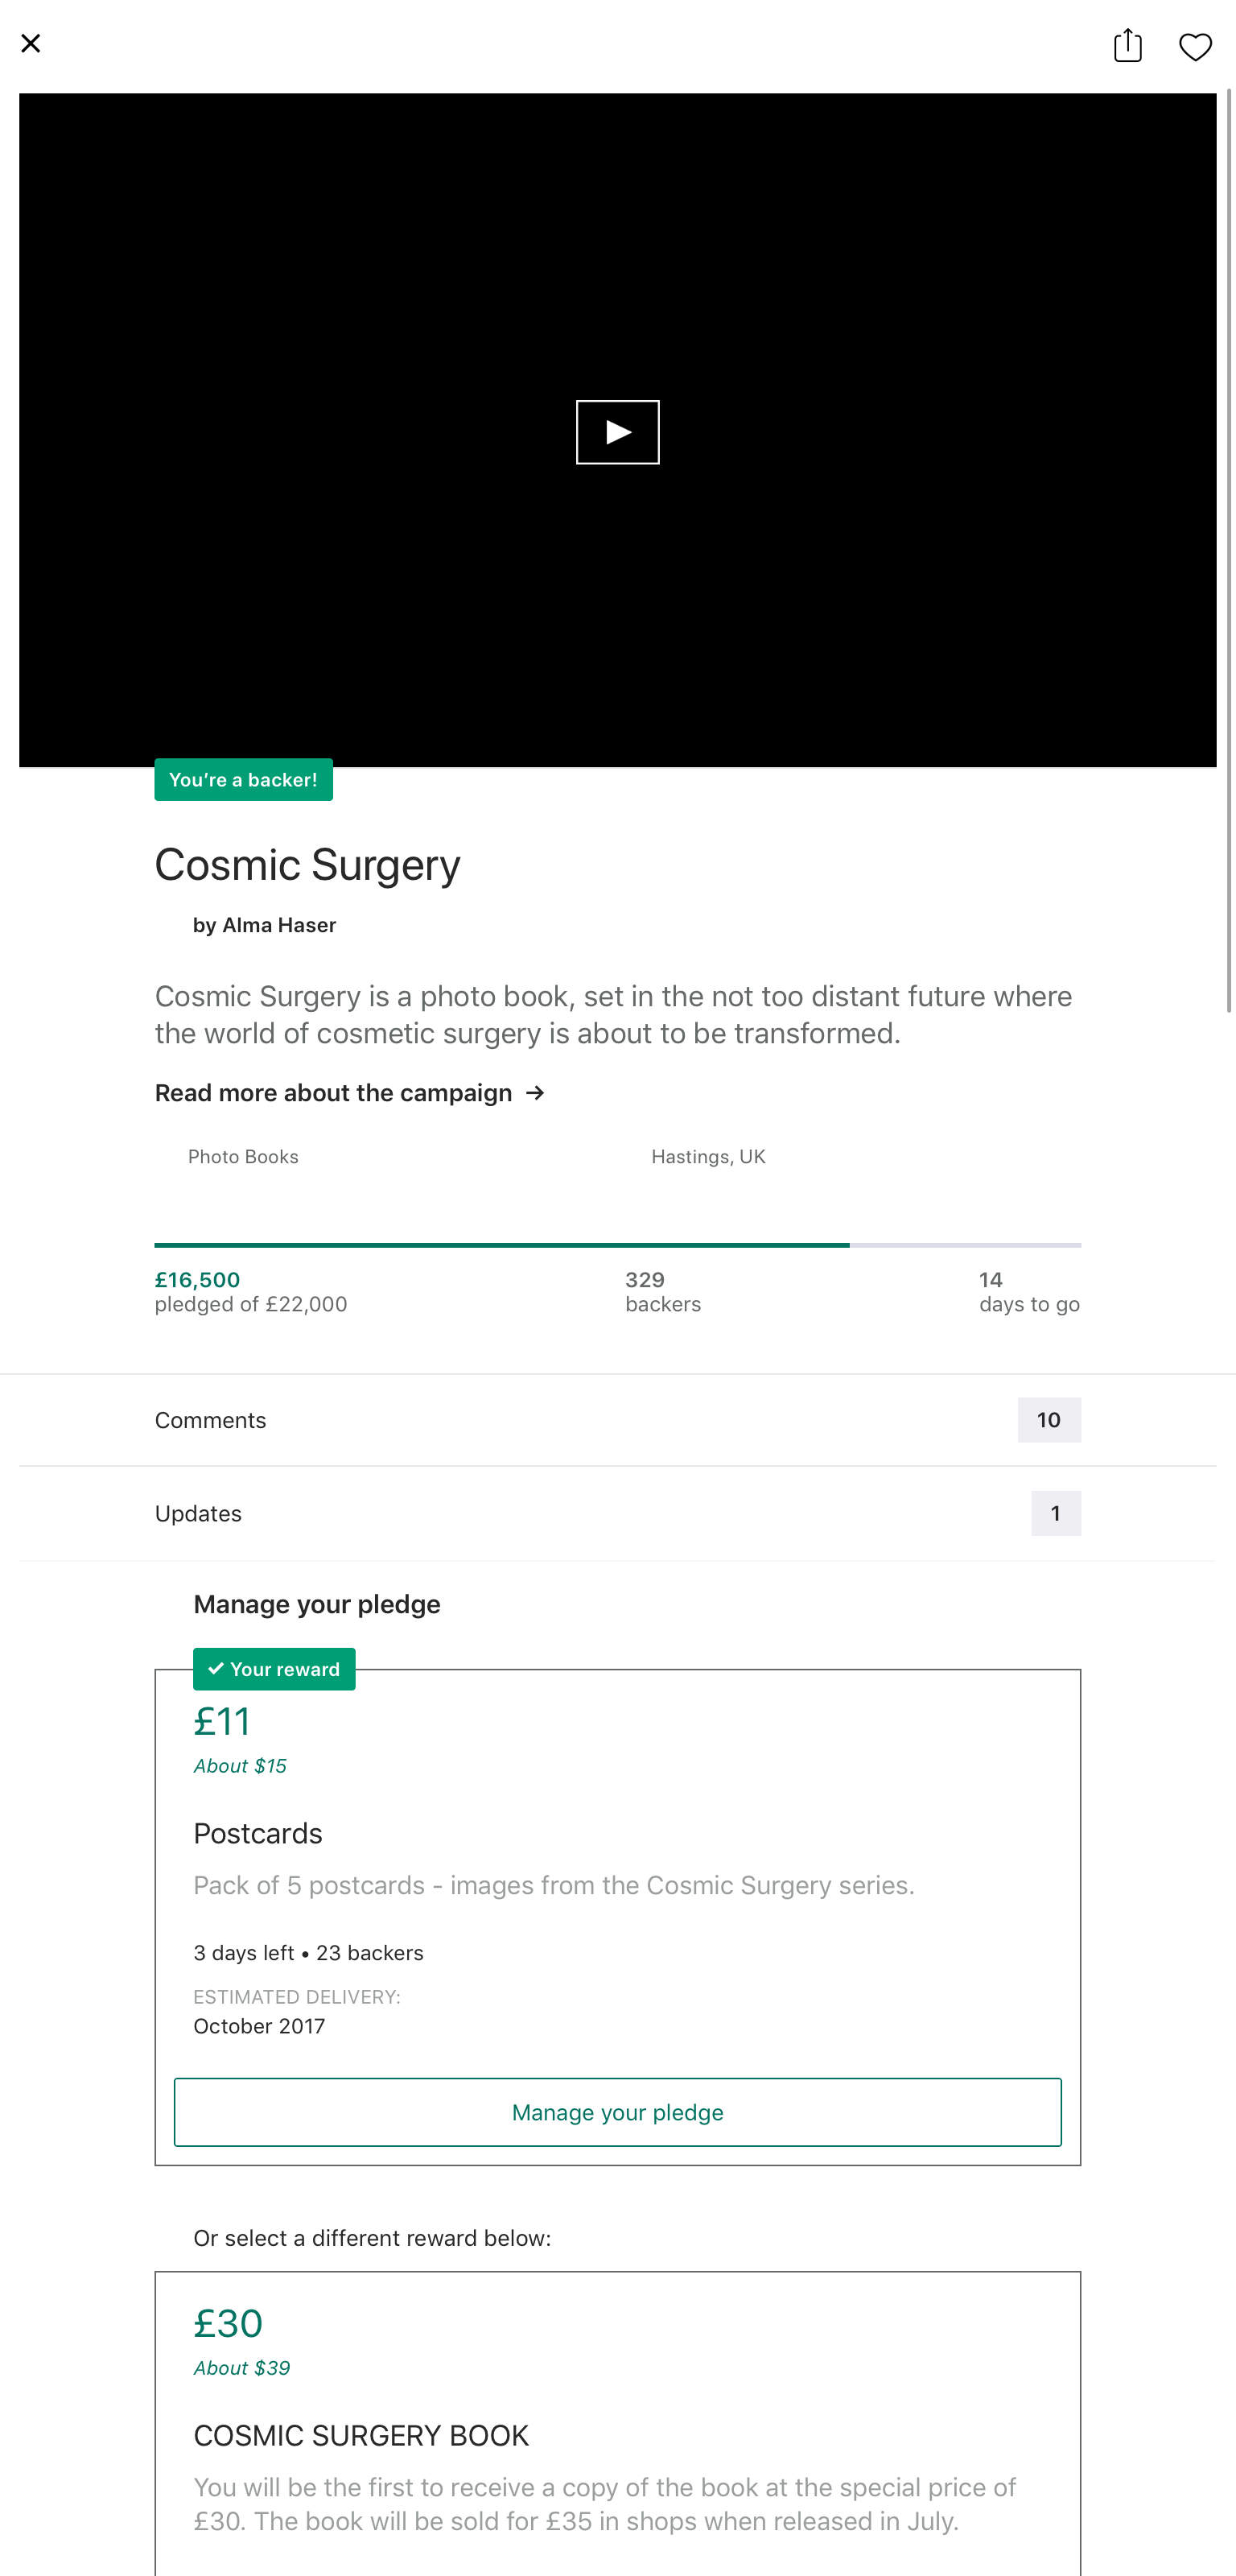 You’re a backer!
Cosmic Surgery
by Alma Haser
Cosmic Surgery is a photo book, set in the not too distant future where
the world of cosmetic surgery is about to be transformed.
Read more about the campaign →
Photo Books
Hastings, UK
£16,500
pledged of £22,000
329
backers
14
days to go
Comments
10
Updates
1
Manage your pledge
✓ Your reward
£11
About $15
Postcards
Pack of 5 postcards - images from the Cosmic Surgery series.
3 days left • 23 backers
ESTIMATED DELIVERY:
October 2017
Manage your pledge
Or select a different reward below:
£30
About $39
COSMIC SURGERY BOOK
You will be the first to receive a copy of the book at the special price of
£30. The book will be sold for £35 in shops when released in July.